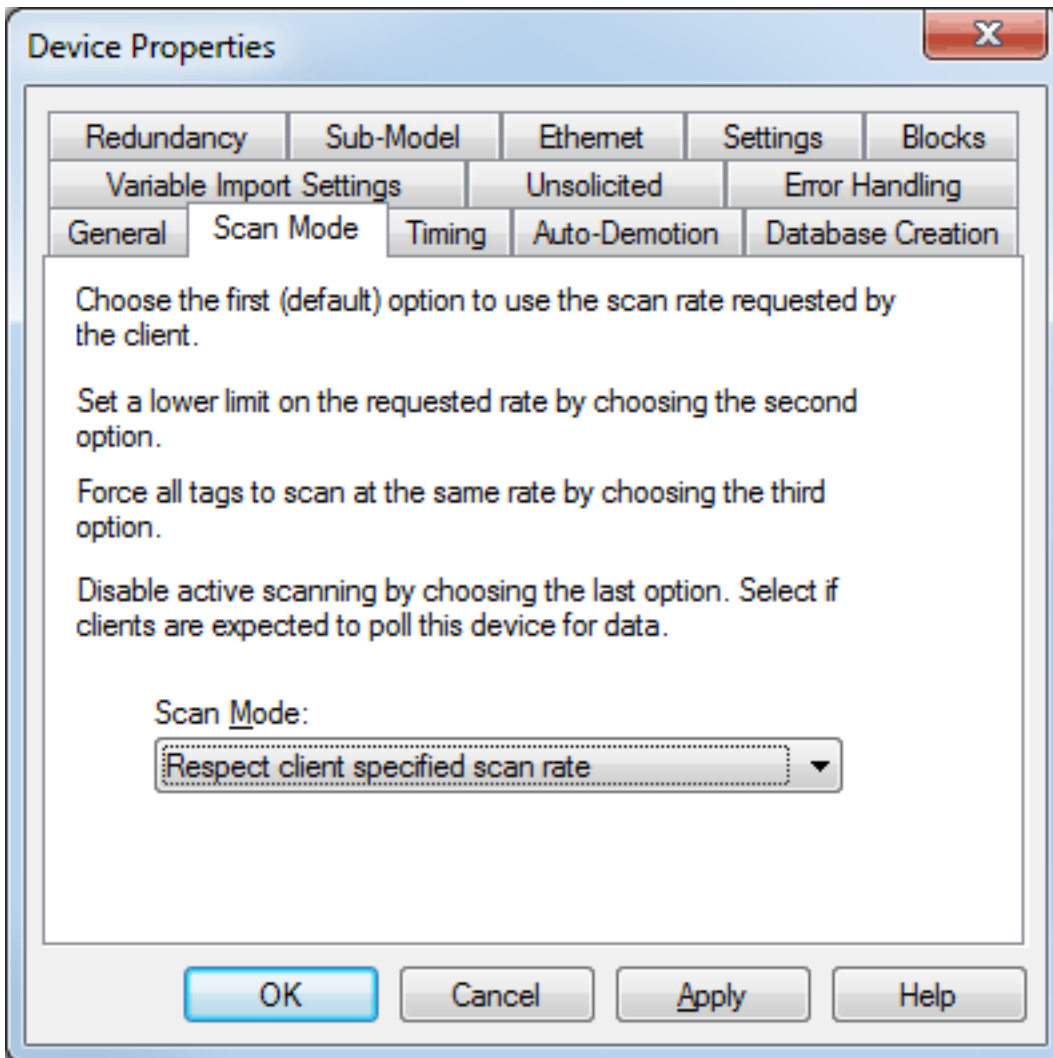 Device Properties
Redundancy Sub-Model Ethernet Settings Blocks
Variable Import Settings Unsolicited Error Handling
General Scan Mode Timing Auto-Demotion Database Creation
Choose the first (default) option to use the scan rate requested by
the client.
Set a lower limit on the requested rate by choosing the second
option.
Force all tags to scan at the same rate by choosing the third
option.
Disable active scanning by choosing the last option. Select if
clients are expected to poll this device for data.
Scan Mode:
Respect client specified scan rate
OK Cancel Apply Help